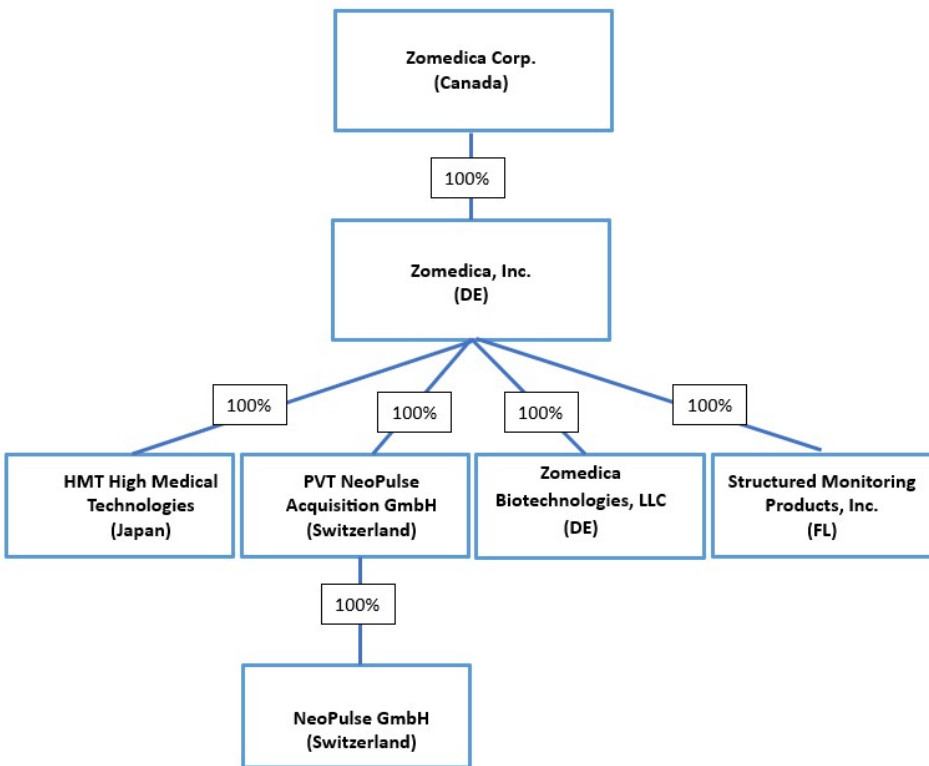 Zomedica Corp.
(Canada)
100%
Zomedica, Inc.
(DE)
100%
100%
100%
100%
HMT High Medical
Technologies
(Japan)
PVT NeoPulse
Acquisition GmbH
(Switzerland)
Zomedica
Biotechnologies, LLC
(DE)
Structured Monitoring
Products, Inc.
(FL)
100%
NeoPulse GmbH
(Switzerland)